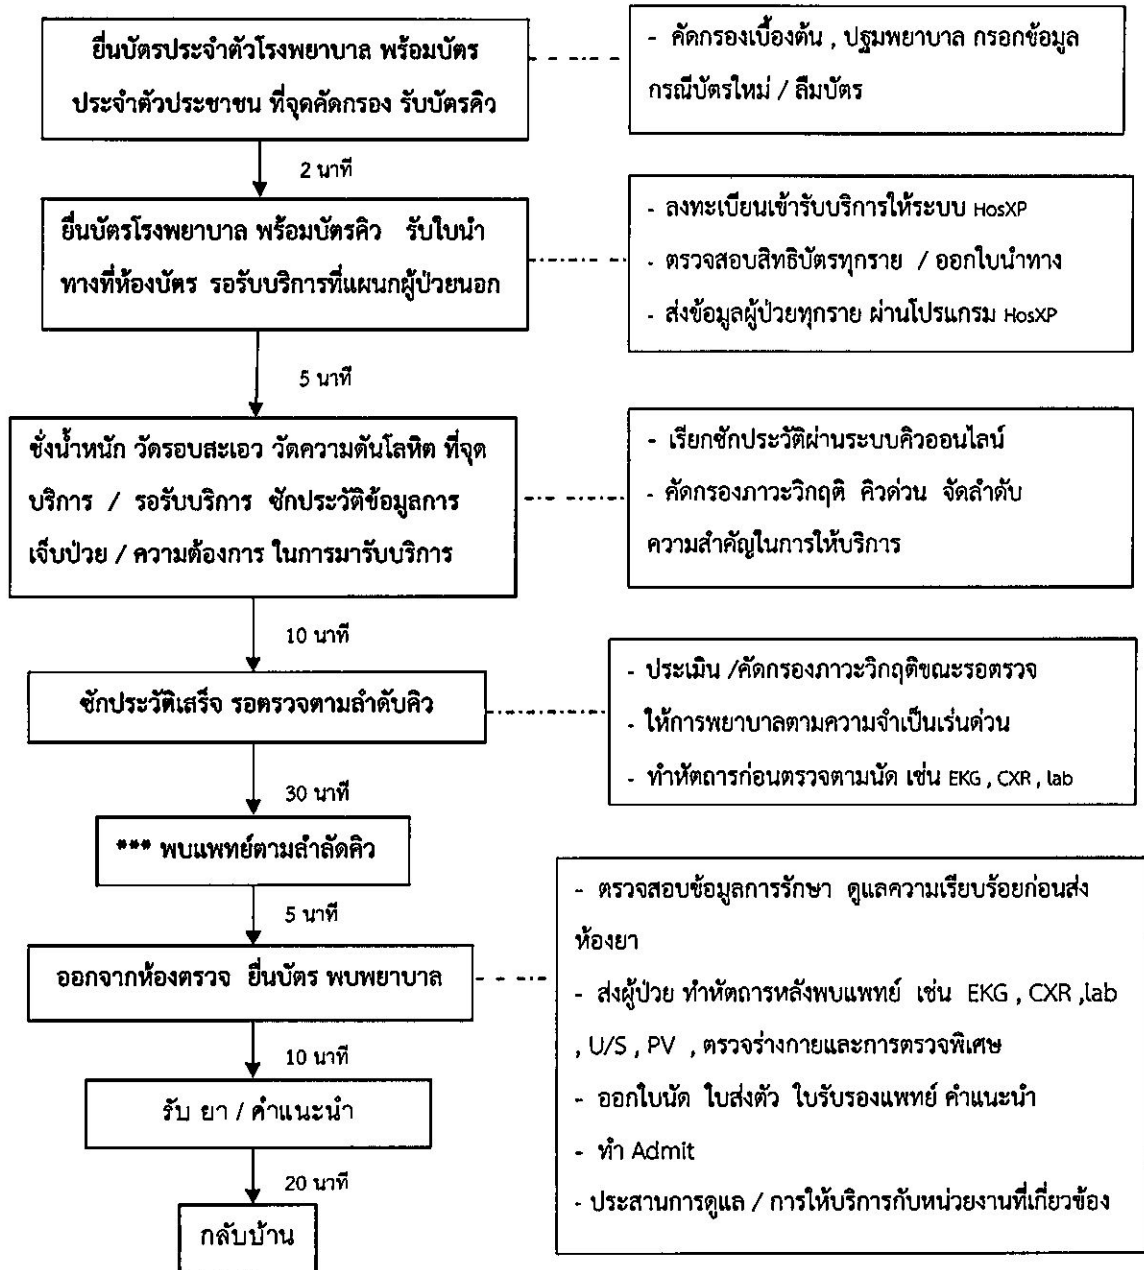 ยื่นบัตรประจำตัวโรงพยาบาล พร้อมบัตร
ประจำตัวประชาชน ที่จุดคัดกรอง รับบัตรคิว
- คัดกรองเบื้องต้น , ปฐมพยาบาล กรอกข้อมูล
กรณีบัตรใหม่ / ลืมบัตร
2 นาที
ยื่นบัตรโรงพยาบาล พร้อมบัตรคิว รับใบนำ
ทางที่ห้องบัตร รอรับบริการที่แผนกผู้ป่วยนอก
- ลงทะเบียนเข้ารับบริการให้ระบบ HosXP
- ตรวจสอบสิทธิบัตรทุกราย / ออกใบนำทาง
- ส่งข้อมูลผู้ป่วยทุกราย ผ่านโปรแกรม HosXP
5 นาที
ชั่งน้ำหนัก วัดรอบสะเอว วัดความดันโลหิต ที่จุด
บริการ / รอรับบริการ ซักประวัติข้อมูลการ
เจ็บป่วย / ความต้องการ ในการมารับบริการ
- เรียกซักประวัติผ่านระบบคิวออนไลน์
- คัดกรองภาวะวิกฤติ คิวด่วน จัดลำดับ
ความสำคัญในการให้บริการ
10 นาที
ซักประวัติเสร็จ รอตรวจตามลำดับคิว
- ประเมิน /คัดกรองภาวะวิกฤติขณะรอตรวจ
- ให้การพยาบาลตามความจำเป็นเร่นด่วน
- ทำหัตถารก่อนตรวจตามนัด เช่น EKG , CXR , lab
30 นาที
*** พบแพทย์ตามลำลัดคิว
5 นาที
ออกจากห้องตรวจ ยื่นบัตร พบพยาบาล
- ตรวจสอบข้อมูลการรักษา ดูแลความเรียบร้อยก่อนส่ง
ห้องยา
- ส่งผู้ป่วย ทำหัตถารหลังพบแพทย์ เช่น EKG , CXR ,lab
, U/S , PV , ตรวจร่างกายและการตรวจพิเศษ
- ออกใบนัด ใบส่งตัว ใบรับรองแพทย์ คำแนะนำ
- ทำ Admit
- ประสานการดูแล / การให้บริการกับหน่วยงานที่เกี่ยวข้อง
10 นาที
รับ ยา / คำแนะนำ
20 นาที
กลับบ้าน